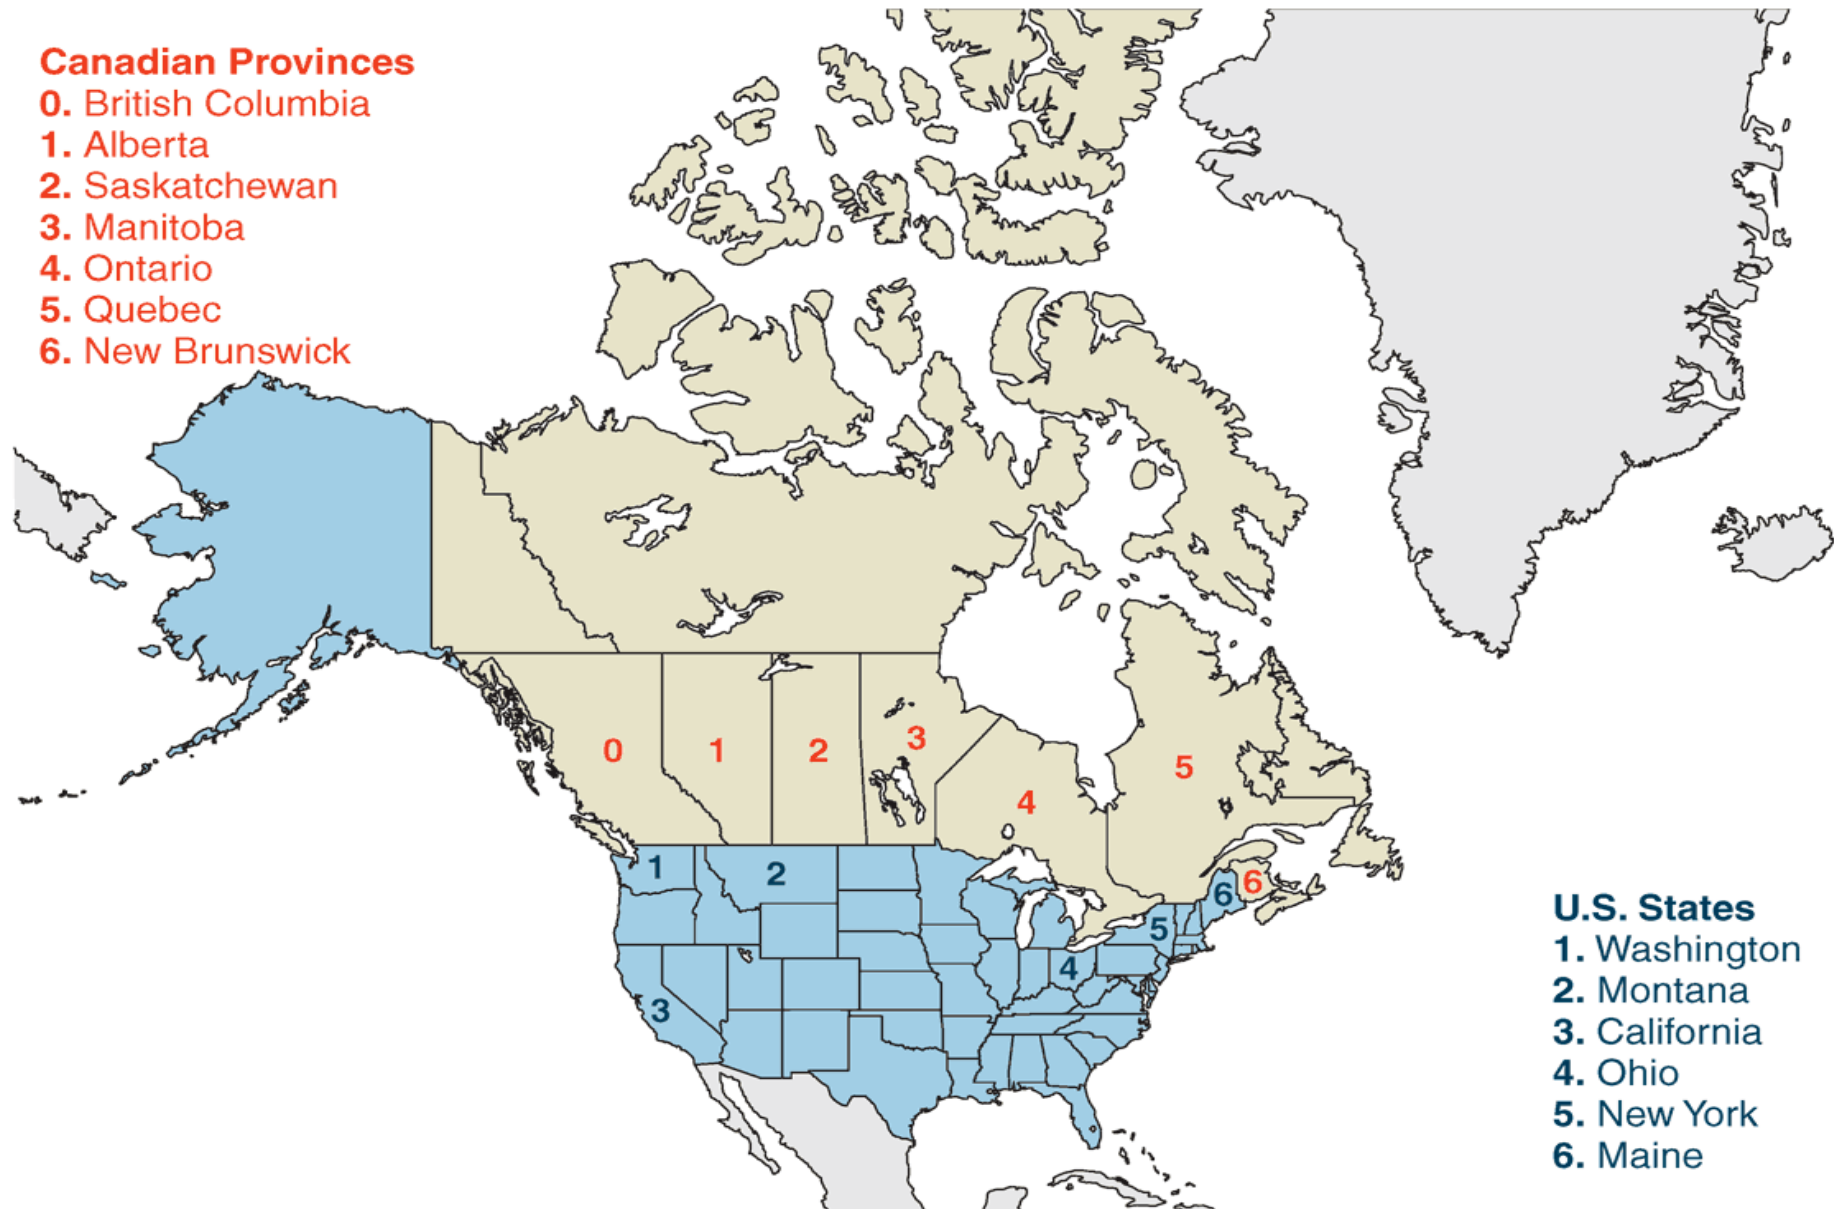 Canadian Provinces
0. British Columbia
1. Alberta
2. Saskatchewan
3. Manitoba
4. Ontario
5. Quebec
6. New Brunswick
0
1
2
3
4
5
6
1
2
3
4
5
6
U.S. States
1. Washington
2. Montana
3. California
4. Ohio
5. New York
6. Maine